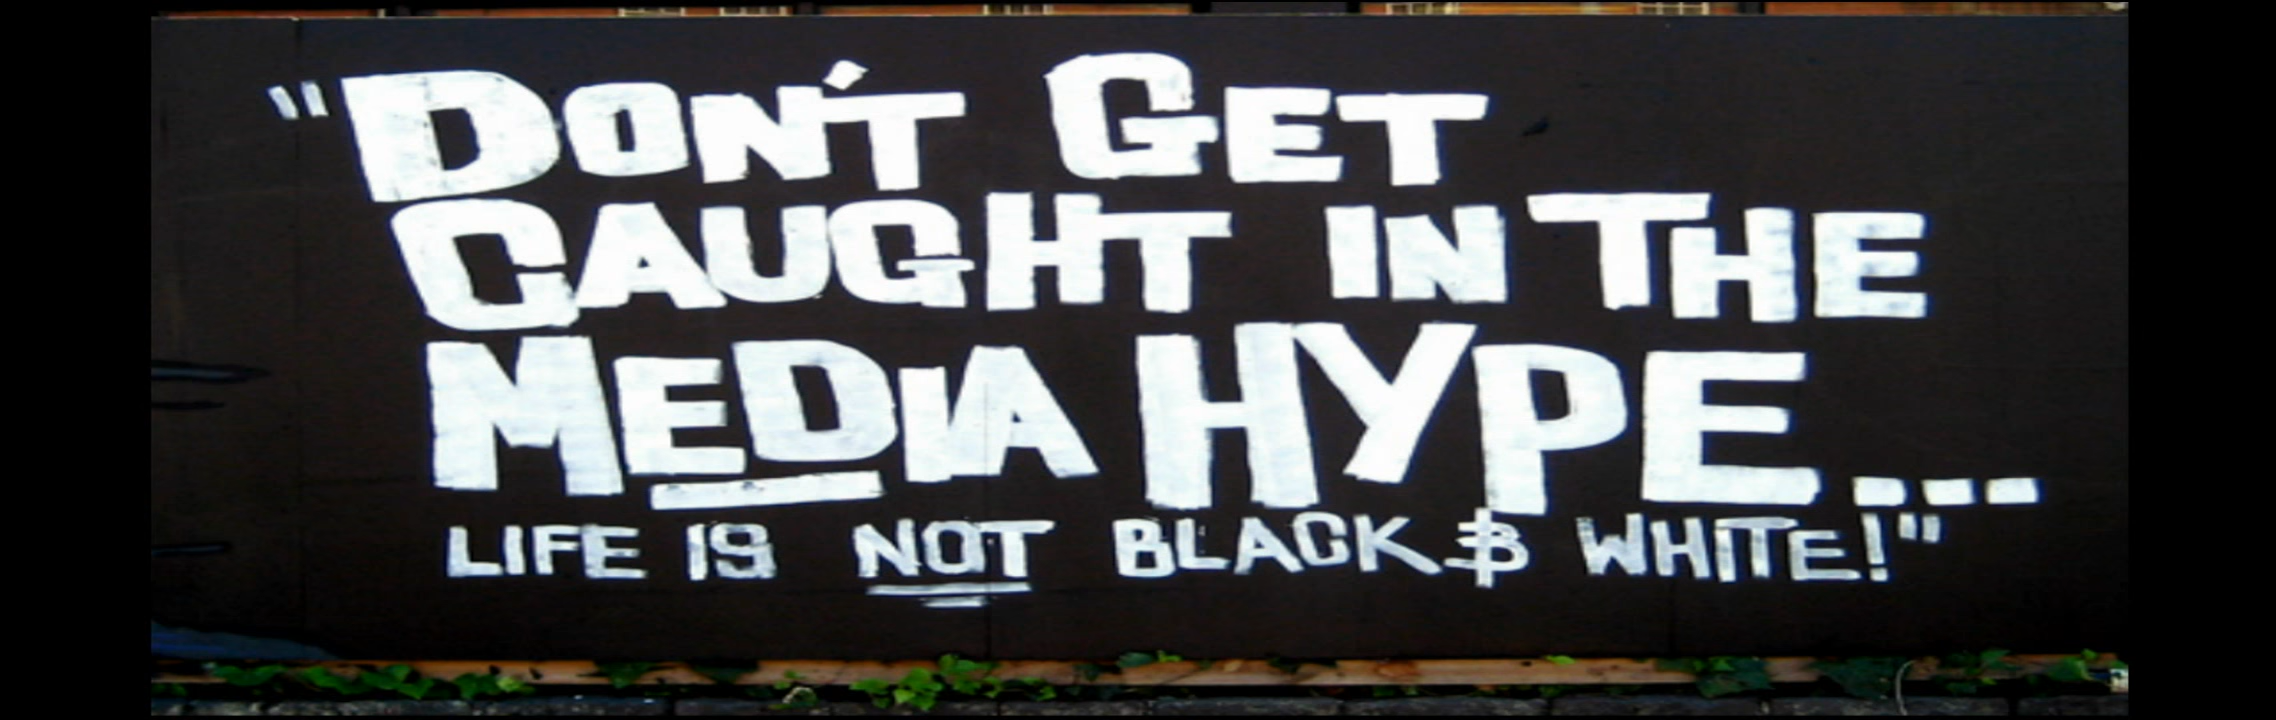 "DON'T GET
CAUGHT IN THE
MEDIA HYPE...
LIFE IS NOT BLACK & WHITE!"